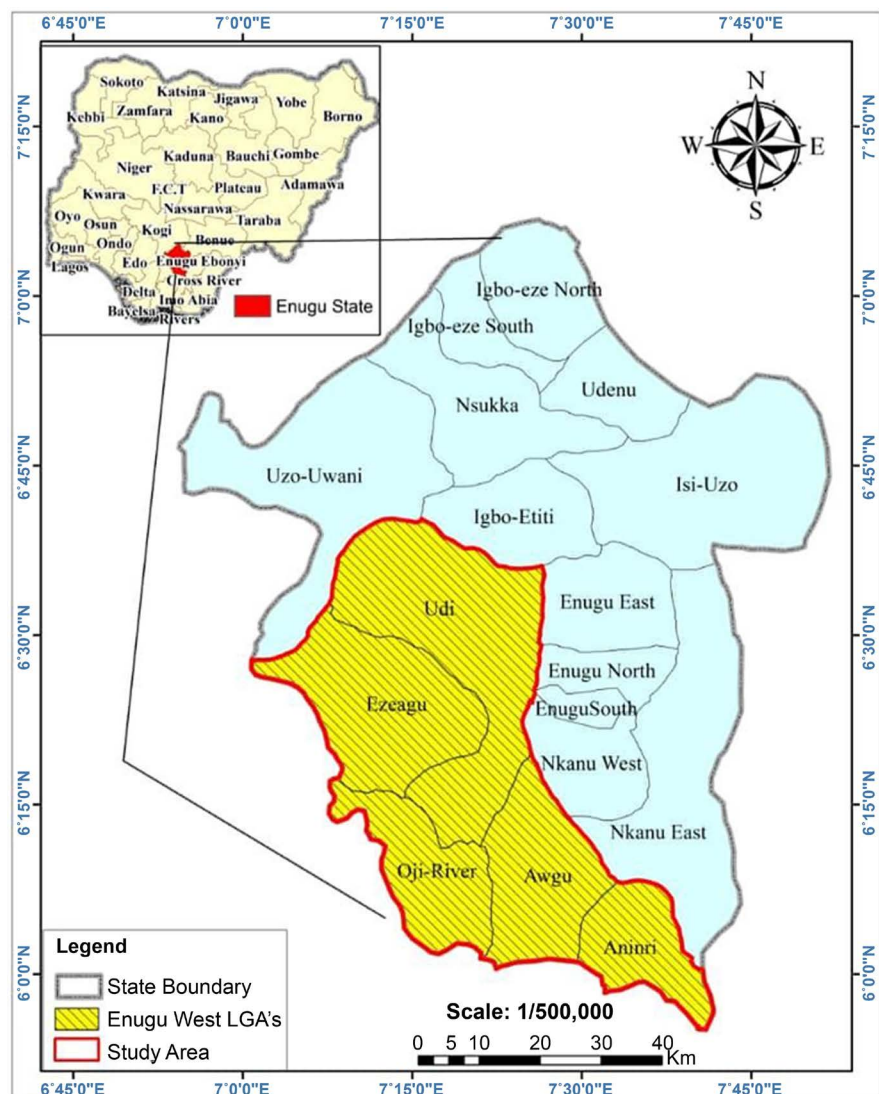 6°45'0"E 7°0'0"E 7°15'0"E 7°30'0"E 7°45'0"E
7°15'0"N
7°0'0"N
6°45'0"N
6°30'0"N
6°15'0"N
6°0'0"N
Sokoto
Katsina
Jigawa
Yobe
Kebbi
Zamfara
Kano
Borno
Kaduna
Bauchi
Gombe
Niger
F.C.T
Plateau
Adamawa
Kwara
Nassarawa
Oyo
Taraba
Osun
Kogi
Ogun
Ondo
Benue
Lagos
Edo
Enugu
Ebonyi
Cross River
Delta
Imo
Abia
Bayelsa
Rivers
Enugu State
N
W
E
S
Igbo-eze North
Igbo-eze South
Udenu
Nsukka
Uzo-Uwani
Isi-Uzo
Igbo-Etiti
Enugu East
Udi
Enugu North
Ezeagu
EnuguSouth
Nkanu West
Nkanu East
Oji-River
Awgu
Aninri
Legend
State Boundary
Enugu West LGA's
Study Area
Scale: 1/500,000
0 5 10 20 30 40
Km
7°15'0"N
7°0'0"N
6°45'0"N
6°30'0"N
6°15'0"N
6°0'0"N
6°45'0"E 7°0'0"E 7°15'0"E 7°30'0"E 7°45'0"E